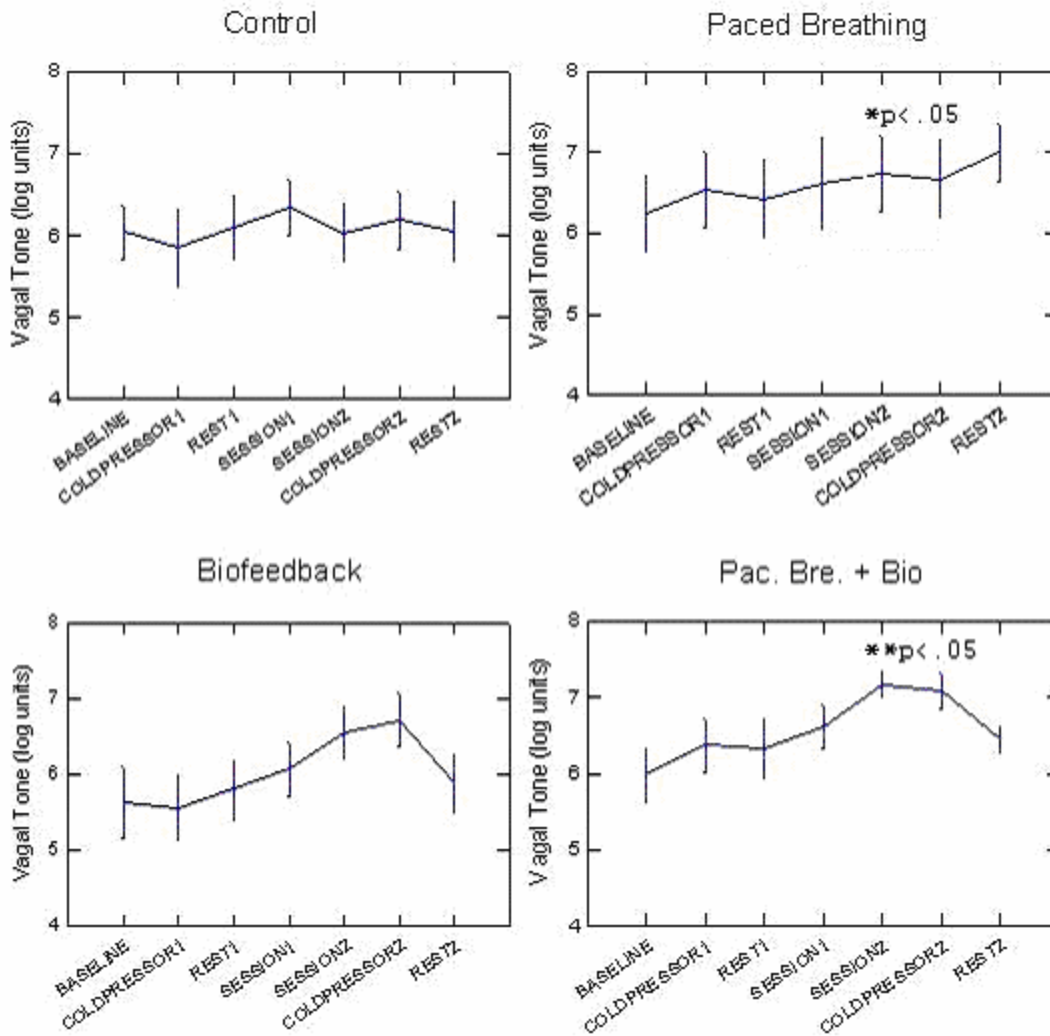 Control
Vagal Tone (log units)
8
7
6
5
4
BASELINE
COLDPRESSOR1
REST1
SESSION1
SESSION2
COLDPRESSOR2
REST2
Paced Breathing
*p< .05
Vagal Tone (log units)
8
7
6
5
4
BASELINE
COLDPRESSOR1
REST1
SESSION1
SESSION2
COLDPRESSOR2
REST2
Biofeedback
Vagal Tone (log units)
8
7
6
5
4
BASELINE
COLDPRESSOR1
REST1
SESSION1
SESSION2
COLDPRESSOR2
REST2
Pac. Bre. + Bio
**p< .05
Vagal Tone (log units)
8
7
6
5
4
BASELINE
COLDPRESSOR1
REST1
SESSION1
SESSION2
COLDPRESSOR2
REST2